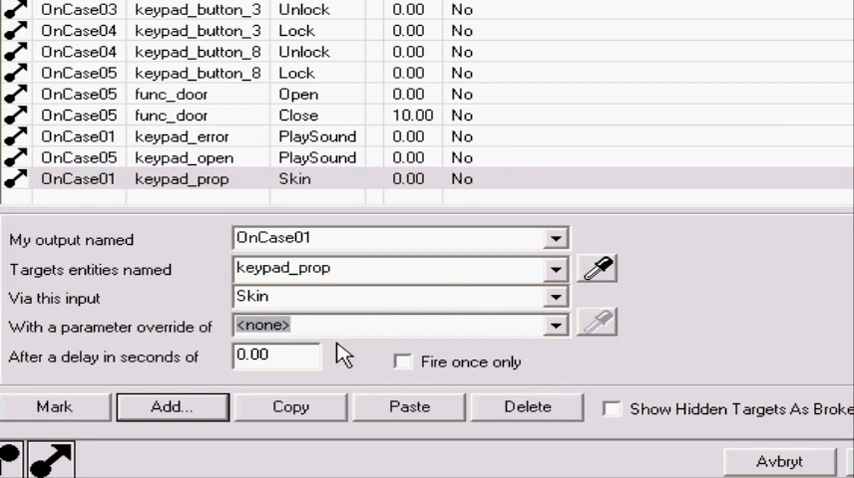 OnCase03 keypad_button_3 Unlock 0.00 No
OnCase04 keypad_button_3 Lock 0.00 No
OnCase04 keypad_button_8 Unlock 0.00 No
OnCase05 keypad_button_8 Lock 0.00 No
OnCase05 func_door Open 0.00 No
OnCase05 func_door Close 10.00 No
OnCase01 keypad_error PlaySound 0.00 No
OnCase05 keypad_open PlaySound 0.00 No
OnCase01 keypad_prop Skin 0.00 No
My output named OnCase01
Targets entities named keypad_prop
Via this input Skin
With a parameter override of <none>
After a delay in seconds of 0.00 Fire once only
Mark Add... Copy Paste Delete Show Hidden Targets As Broke
Avbryt